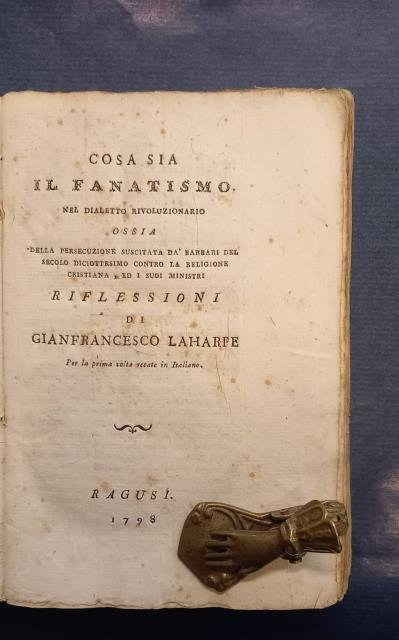 COSA SIA
IL FANATISMO.
NEL DIALETTO RIVOLUZIONARIO
OSSIA
DELLA PERSECUZIONE SUSCITATA DA' BARBARI DEL
SECOLO DICIOTTESIMO CONTRO LA RELIGIONE
CRISTIANA, ED I SUOI MINISTRI
RIFLESSIONI
DI
GIANFRANCESCO LAHARPE
Per la prima volta recate in Italiano.
RAGUSI.
1798